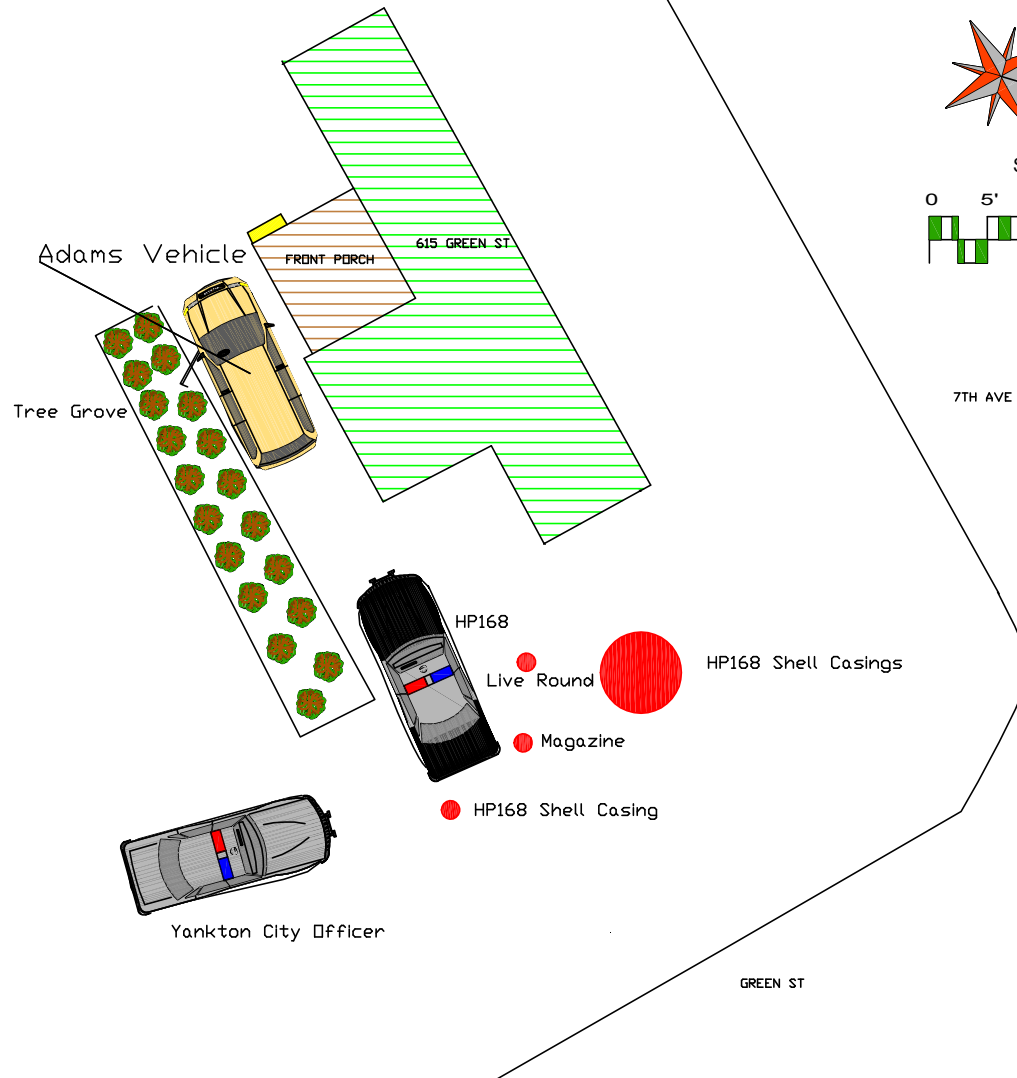 S
0 5'
615 GREEN ST
Adams Vehicle
FRONT PORCH
7TH AVE
Tree Grove
HP168
HP168 Shell Casings
Live Round
Magazine
HP168 Shell Casing
Yankton City Officer
GREEN ST